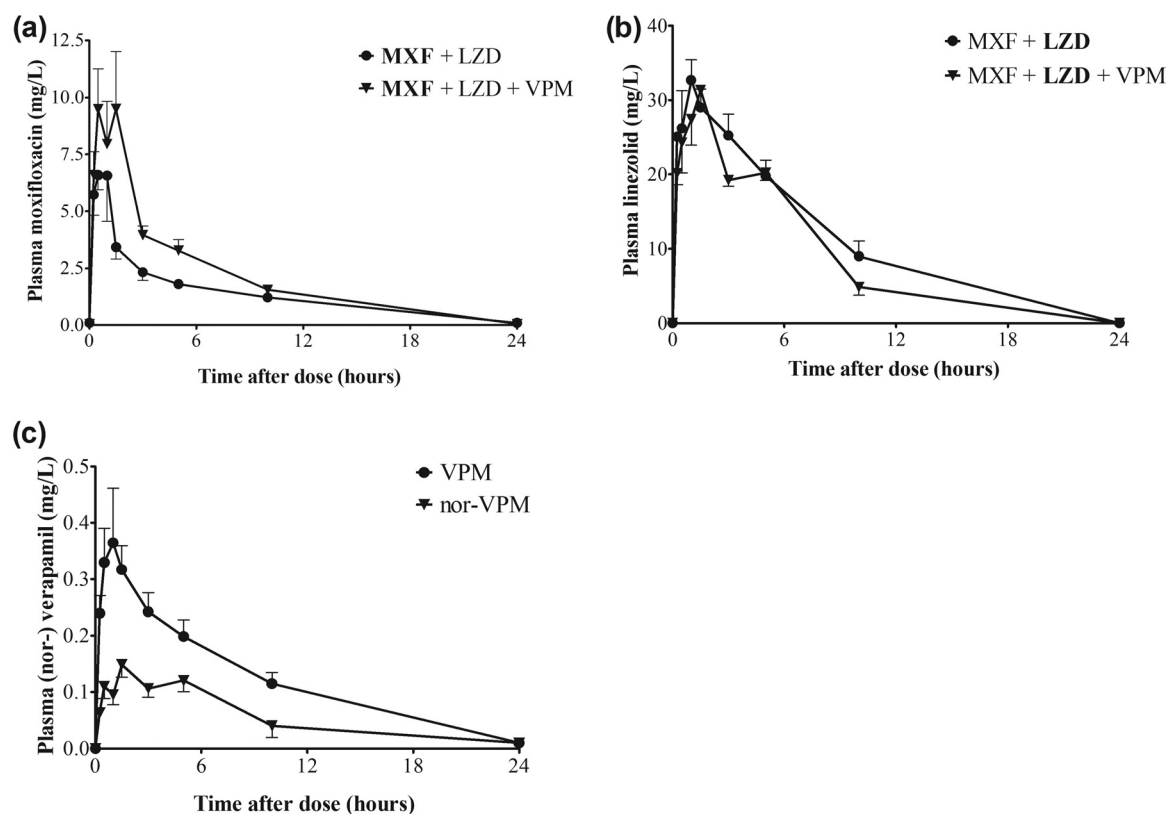 (a)
12.5
10.0
7.5
5.0
2.5
0.0
0
6
12
18
24
Plasma moxifloxacin (mg/L)
Time after dose (hours)
MXF + LZD
MXF + LZD + VPM
(b)
40
30
20
10
0
0
6
12
18
24
Plasma linezolid (mg/L)
Time after dose (hours)
MXF + LZD
MXF + LZD + VPM
(c)
0.5
0.4
0.3
0.2
0.1
0.0
0
6
12
18
24
Plasma (nor-) verapamil (mg/L)
Time after dose (hours)
VPM
nor-VPM